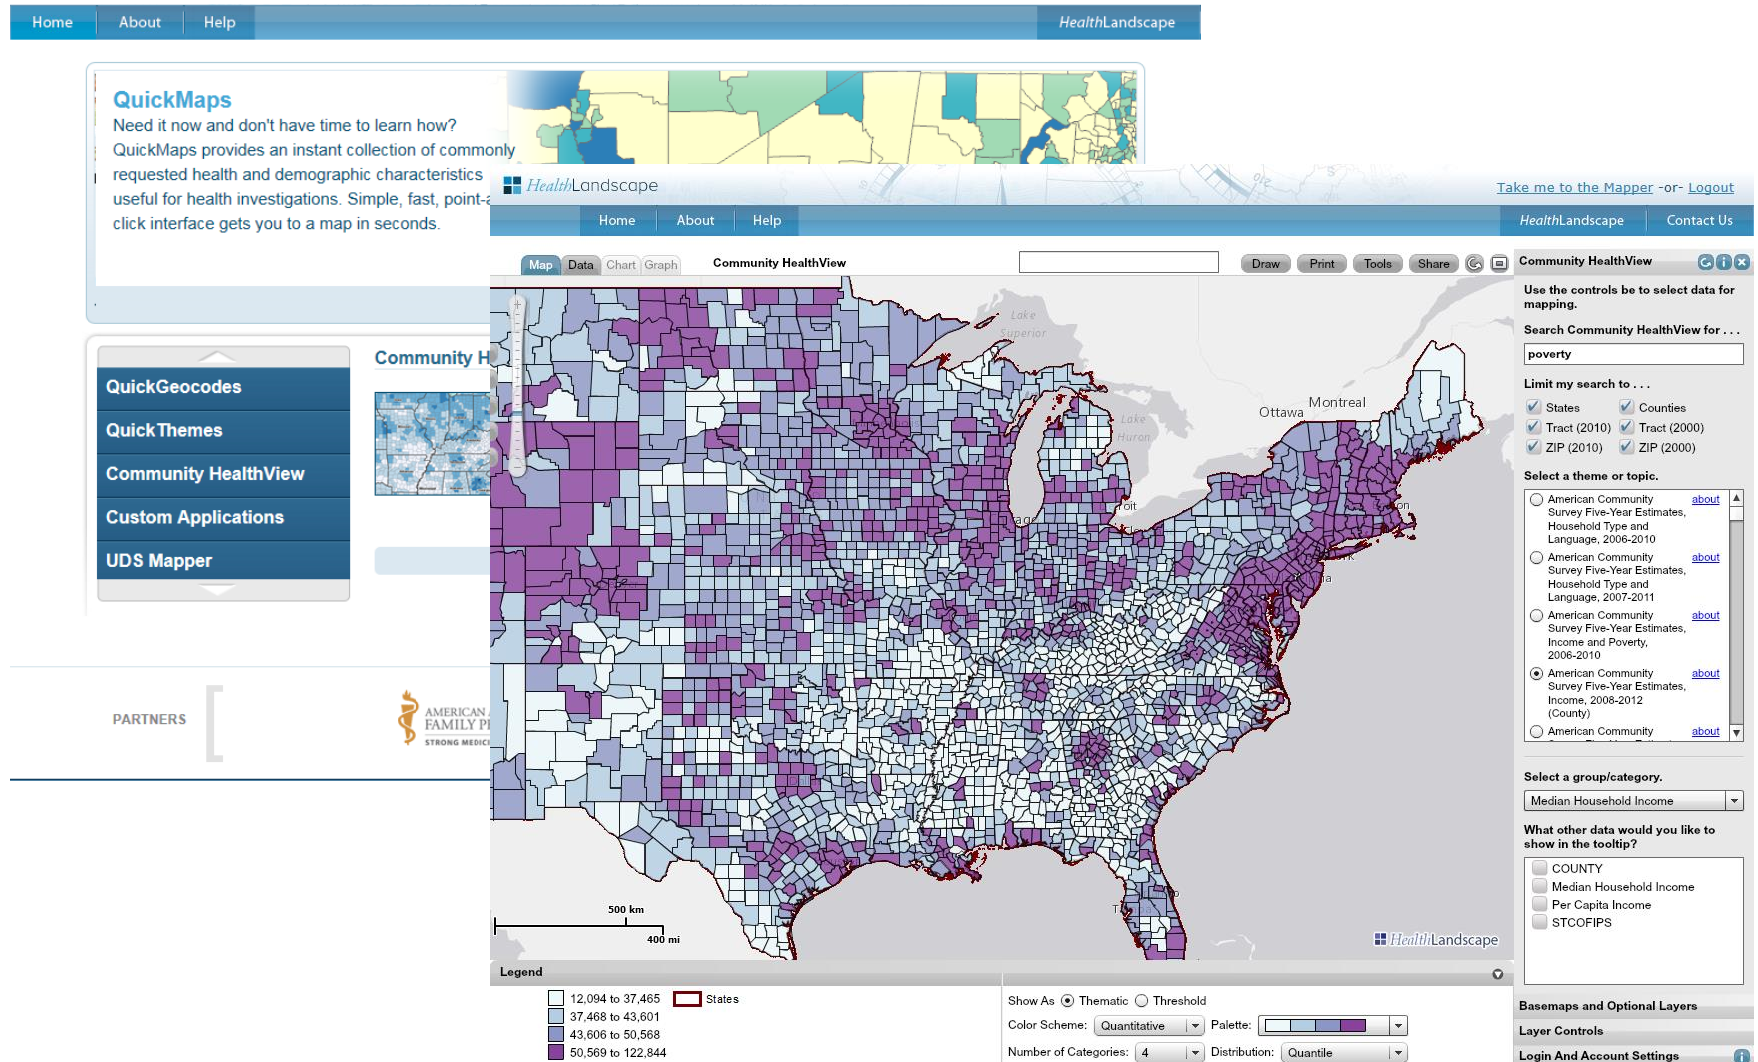 Home About Help HealthLandscape
QuickMaps
Need it now and don't have time to learn how?
QuickMaps provides an instant collection of commonly
requested health and demographic characteristics
useful for health investigations. Simple, fast, point-
click interface gets you to a map in seconds.
Community H
QuickGeocodes
QuickThemes
Community HealthView
Custom Applications
UDS Mapper
PARTNERS
AMERICAN
FAMILY
STRONG
HealthLandscape
Take me to the Mapper -or- Logout
Home About Help HealthLandscape Contact Us
Map Data Chart Graph Community HealthView Draw Print Tools Share
Lake
Superior
Lake
Huron
Ottawa
Montreal
500 km
400 mi
HealthLandscape
Legend
12,094 to 37,465
37,468 to 43,601
43,606 to 50,568
50,569 to 122,844
States
Show As Thematic Threshold
Color Scheme: Quantitative Palette:
Number of Categories: 4 Distribution: Quantile
Community HealthView
Use the controls be to select data for
mapping.
Search Community HealthView for . . .
poverty
Limit my search to . . .
States Counties
Tract (2010) Tract (2000)
ZIP (2010) ZIP (2000)
Select a theme or topic.
American Community about
Survey Five-Year Estimates,
Household Type and
Language, 2006-2010
American Community about
Survey Five-Year Estimates,
Household Type and
Language, 2007-2011
American Community about
Survey Five-Year Estimates,
Income and Poverty,
2006-2010
American Community about
Survey Five-Year Estimates,
Income, 2008-2012
(County)
American Community about
Select a group/category.
Median Household Income
What other data would you like to
show in the tooltip?
COUNTY
Median Household Income
Per Capita Income
STCOFIPS
Basemaps and Optional Layers
Layer Controls
Login And Account Settings